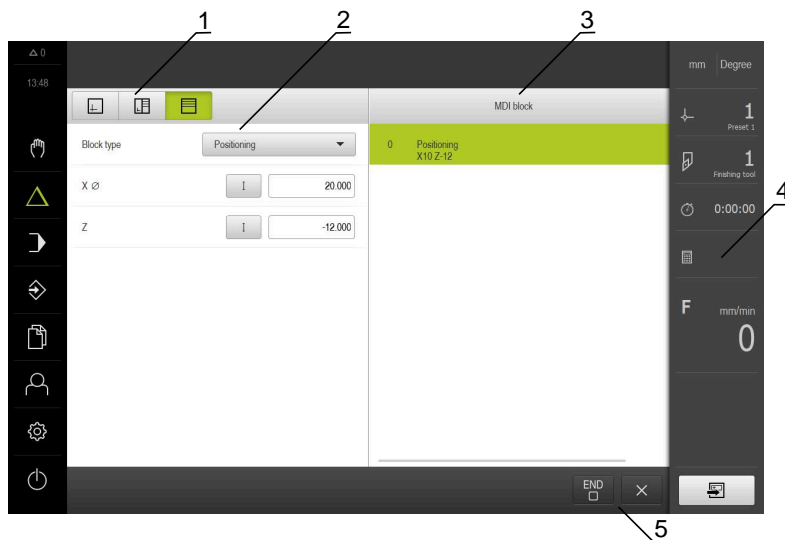 1
2
3
△ 0
13:48
mm Degree
MDI block
Block type
Positioning
0 Positioning
X10 Z-12
1
Preset 1
1
Finishing tool
X ⌀
I
20.000
Z
I
-12.000
0:00:00
4
F
mm/min
0
END
5